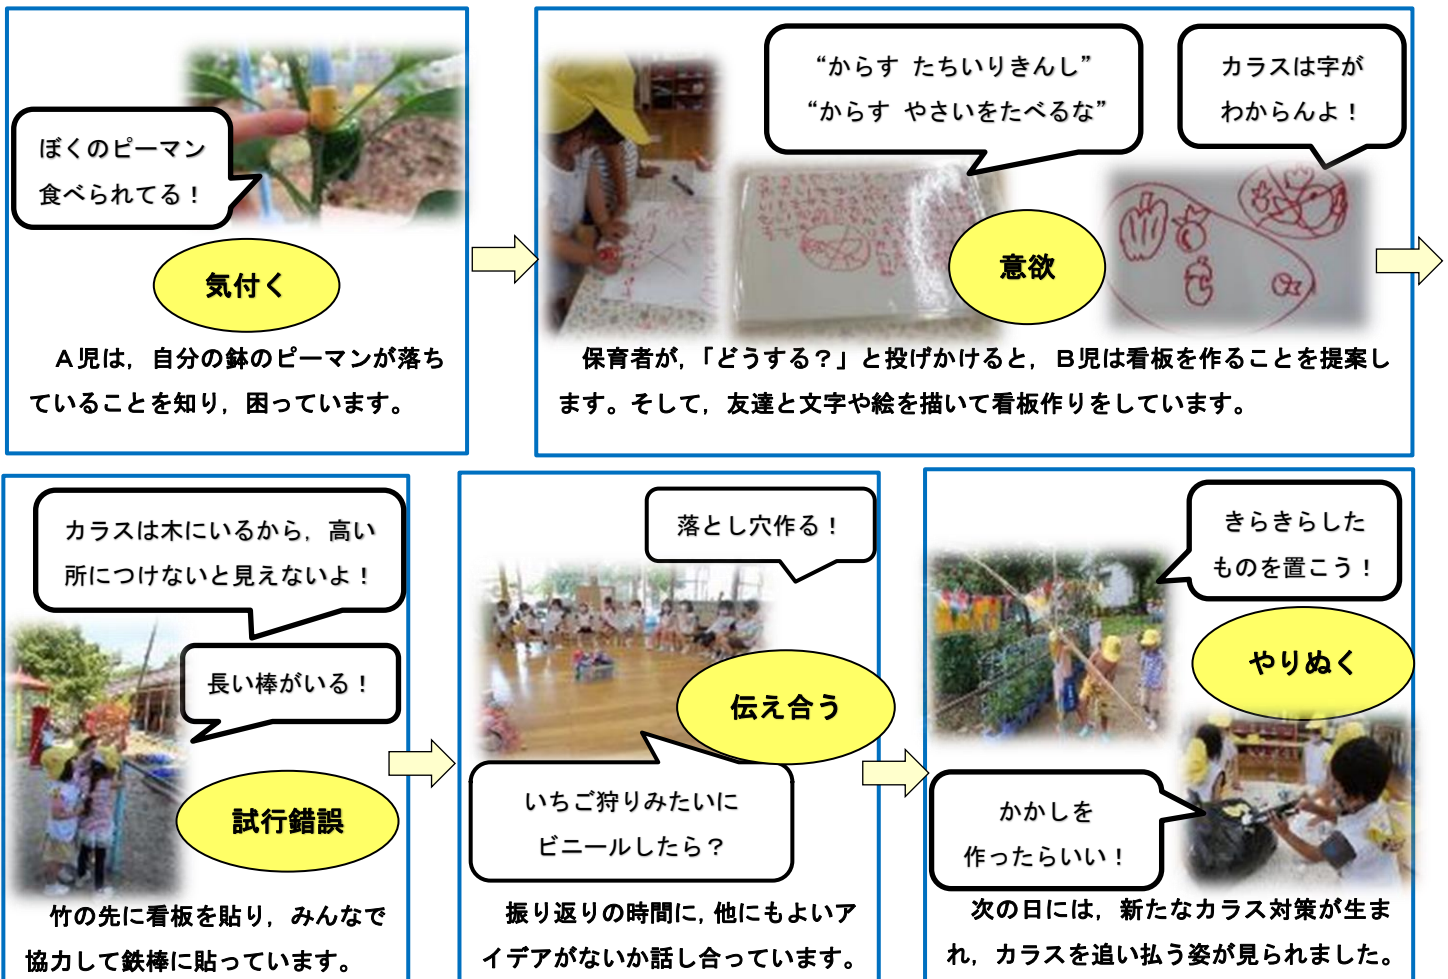 ぼくのピーマン
食べられてる！
気付く
Ａ児は，自分の鉢のピーマンが落ち
ていることを知り，困っています。
“からす たちいりきんし”
“からす やさいをたべるな”
カラスは字が
わからんよ！
意欲
保育者が，「どうする？」と投げかけると，Ｂ児は看板を作ることを提案し
ます。そして，友達と文字や絵を描いて看板作りをしています。
カラスは木にいるから，高い
所につけないと見えないよ！
長い棒がいる！
試行錯誤
竹の先に看板を貼り，みんなで
協力して鉄棒に貼っています。
落とし穴作る！
伝え合う
いちご狩りみたいに
ビニールしたら？
振り返りの時間に，他にもよいア
イデアがないか話し合っています。
きらきらした
ものを置こう！
やりぬく
かかしを
作ったらいい！
次の日には，新たなカラス対策が生ま
れ，カラスを追い払う姿が見られました。